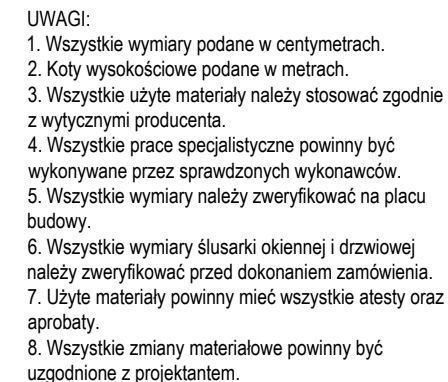 UWAGI:
1. Wszystkie wymiary podane w centymetrach.
2. Koty wysokościowe podane w metrach.
3. Wszystkie użyte materiały należy stosować zgodnie
z wytycznymi producenta.
4. Wszystkie prace specjalistyczne powinny być
wykonywane przez sprawdzonych wykonawców.
5. Wszystkie wymiary należy zweryfikować na placu
budowy.
6. Wszystkie wymiary ślusarki okiennej i drzwiowej
należy zweryfikować przed dokonaniem zamówienia.
7. Użyte materiały powinny mieć wszystkie atesty oraz
aprobaty.
8. Wszystkie zmiany materiałowe powinny być
uzgodnione z projektantem.